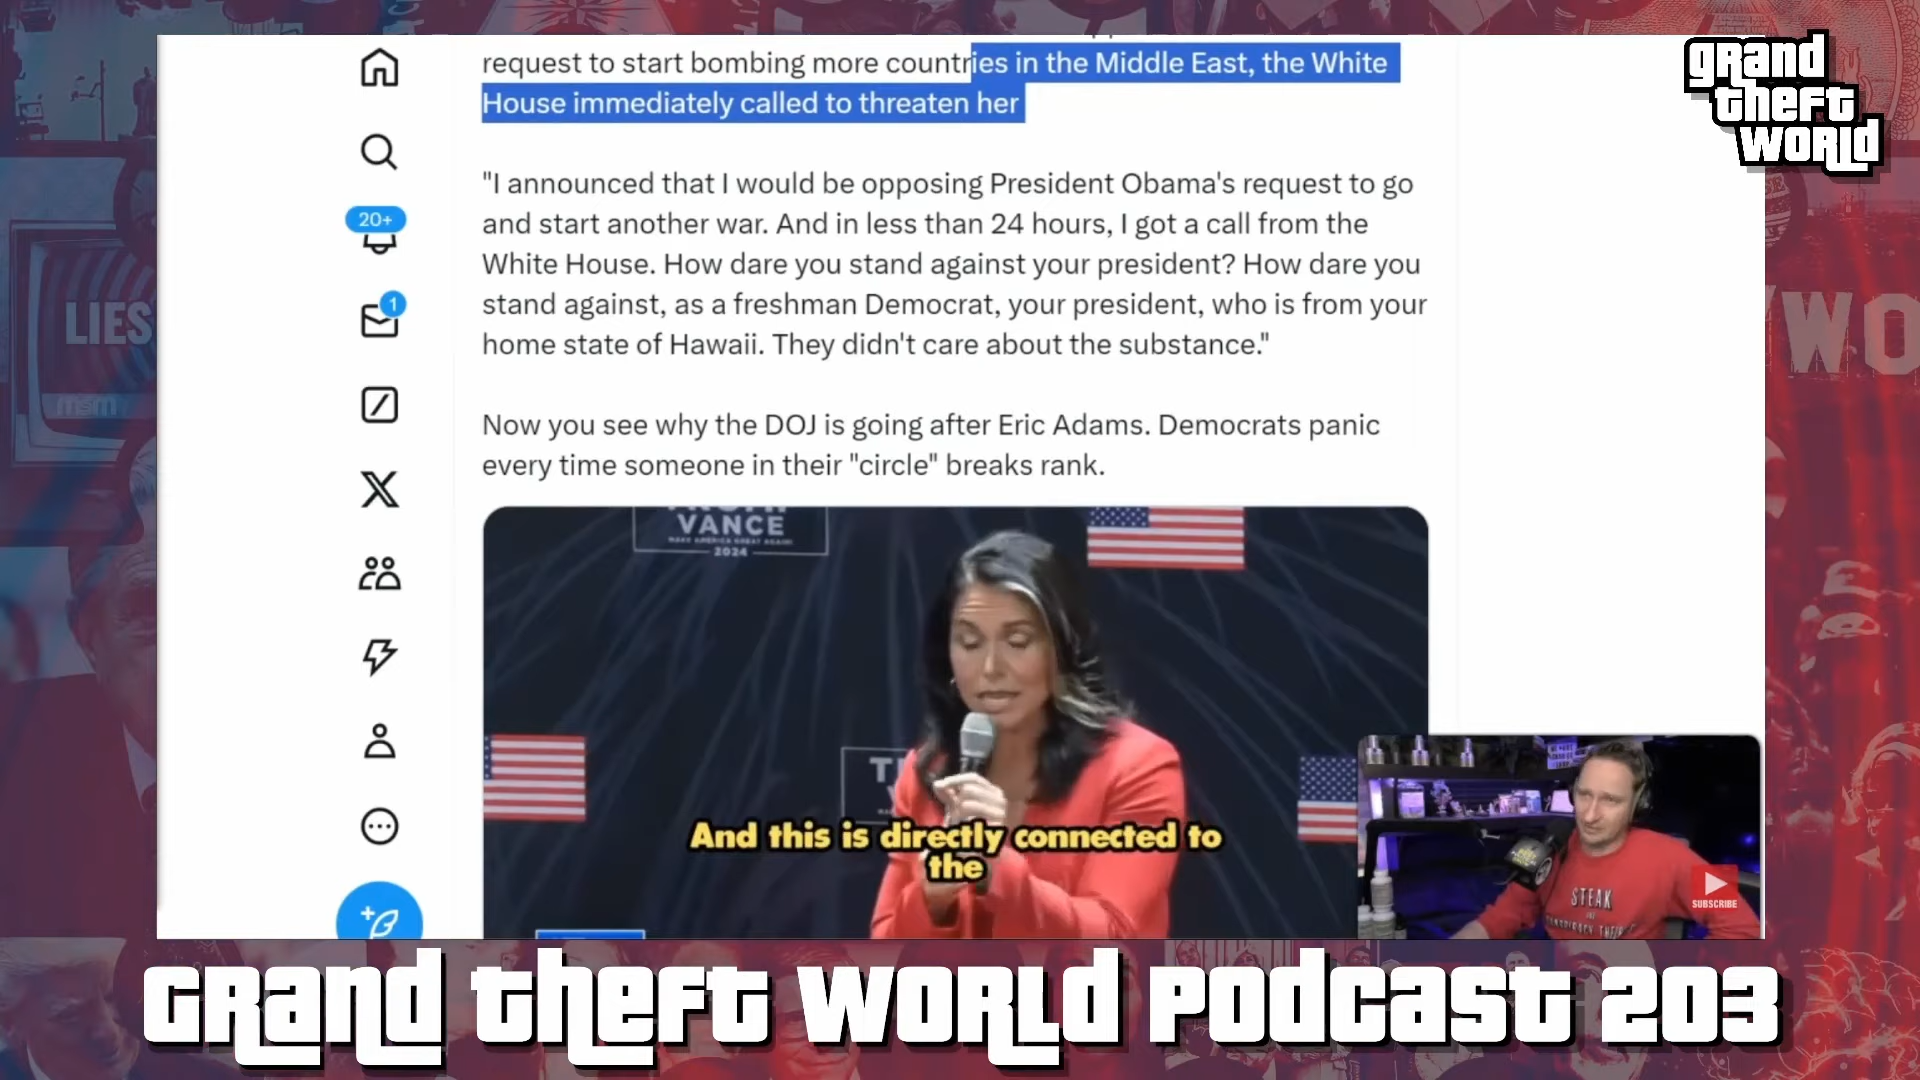 request to start bombing more countries in the Middle East, the White
House immediately called to threaten her
"I announced that I would be opposing President Obama's request to go
and start another war. And in less than 24 hours, I got a call from the
White House. How dare you stand against your president? How dare you
stand against, as a freshman Democrat, your president, who is from your
home state of Hawaii. They didn't care about the substance."
Now you see why the DOJ is going after Eric Adams. Democrats panic
every time someone in their "circle" breaks rank.
20+
1
VANCE
MAKE AMERICA GREAT AGAIN!
2024
And this is directly connected to
the
STEAK
SUBSCRIBE
grand
theft
world
LIES
msm
WO
Grand Theft World Podcast 203